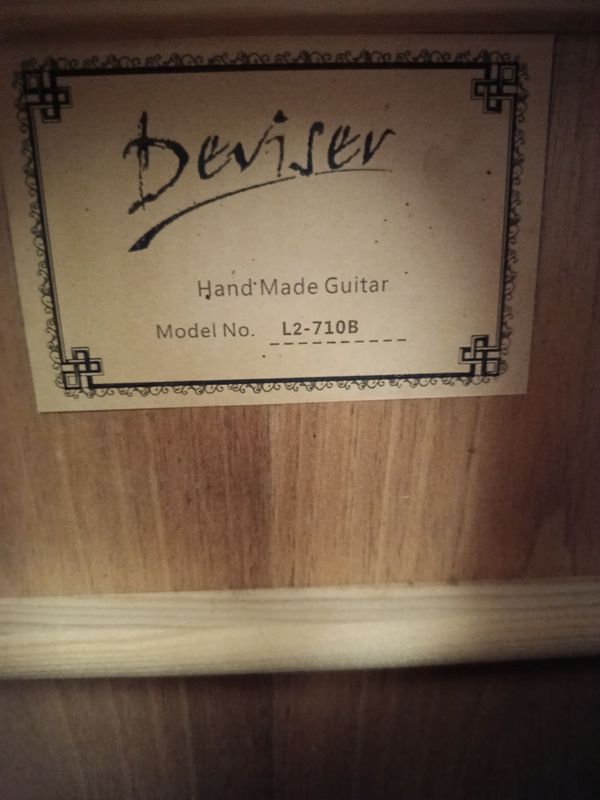 Deviser
Hand Made Guitar
Model No. L2-710B